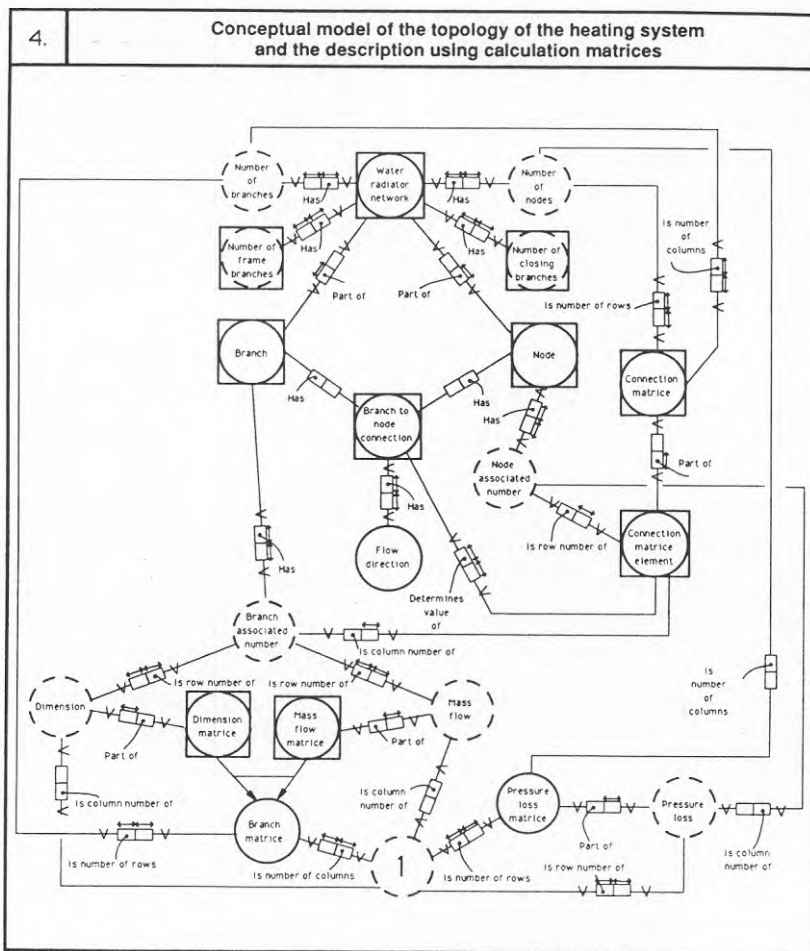 4.
Conceptual model of the topology of the heating system
and the description using calculation matrices
Number
of
branches
Has
Water
radiator
network
Has
Number
of
nodes
Number of
frame
branches
Has
Has
Number of
closing
branches
Is number
of
columns
Part of
Part of
Is number of rows
Branch
Node
Connection
matrice
Has
Has
Branch to
node
connection
Has
Part of
Node
associated
number
Has
Is row number of
Connection
matrice
element
Flow
direction
Has
Determines
value
of
Branch
associated
number
Is column number of
Is row number of
Is row number of
Is
number
of
columns
Dimension
Dimension
matrice
Mass
flow
matrice
Mass
flow
Part of
Part of
Is column number of
Is column
number of
Pressure
loss
matrice
Pressure
loss
Branch
matrice
Part of
Is column
number of
Is number of rows
Is number of columns
1
Is number of rows
Is row number of